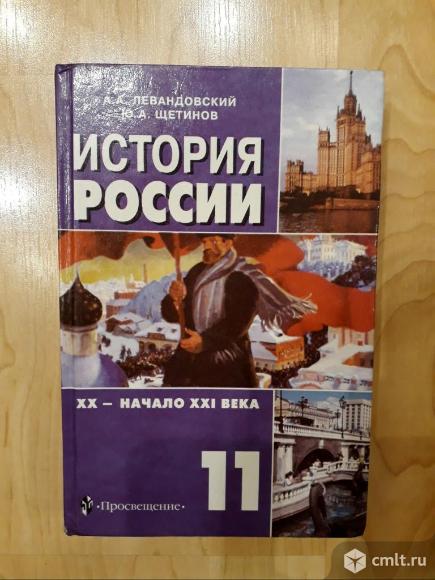 А.А. ЛЕВАНДОВСКИЙ
Ю.А. ЩЕТИНОВ
ИСТОРИЯ
РОССИИ
XX – НАЧАЛО XXI ВЕКА
11
• Просвещение •
cmlt.ru